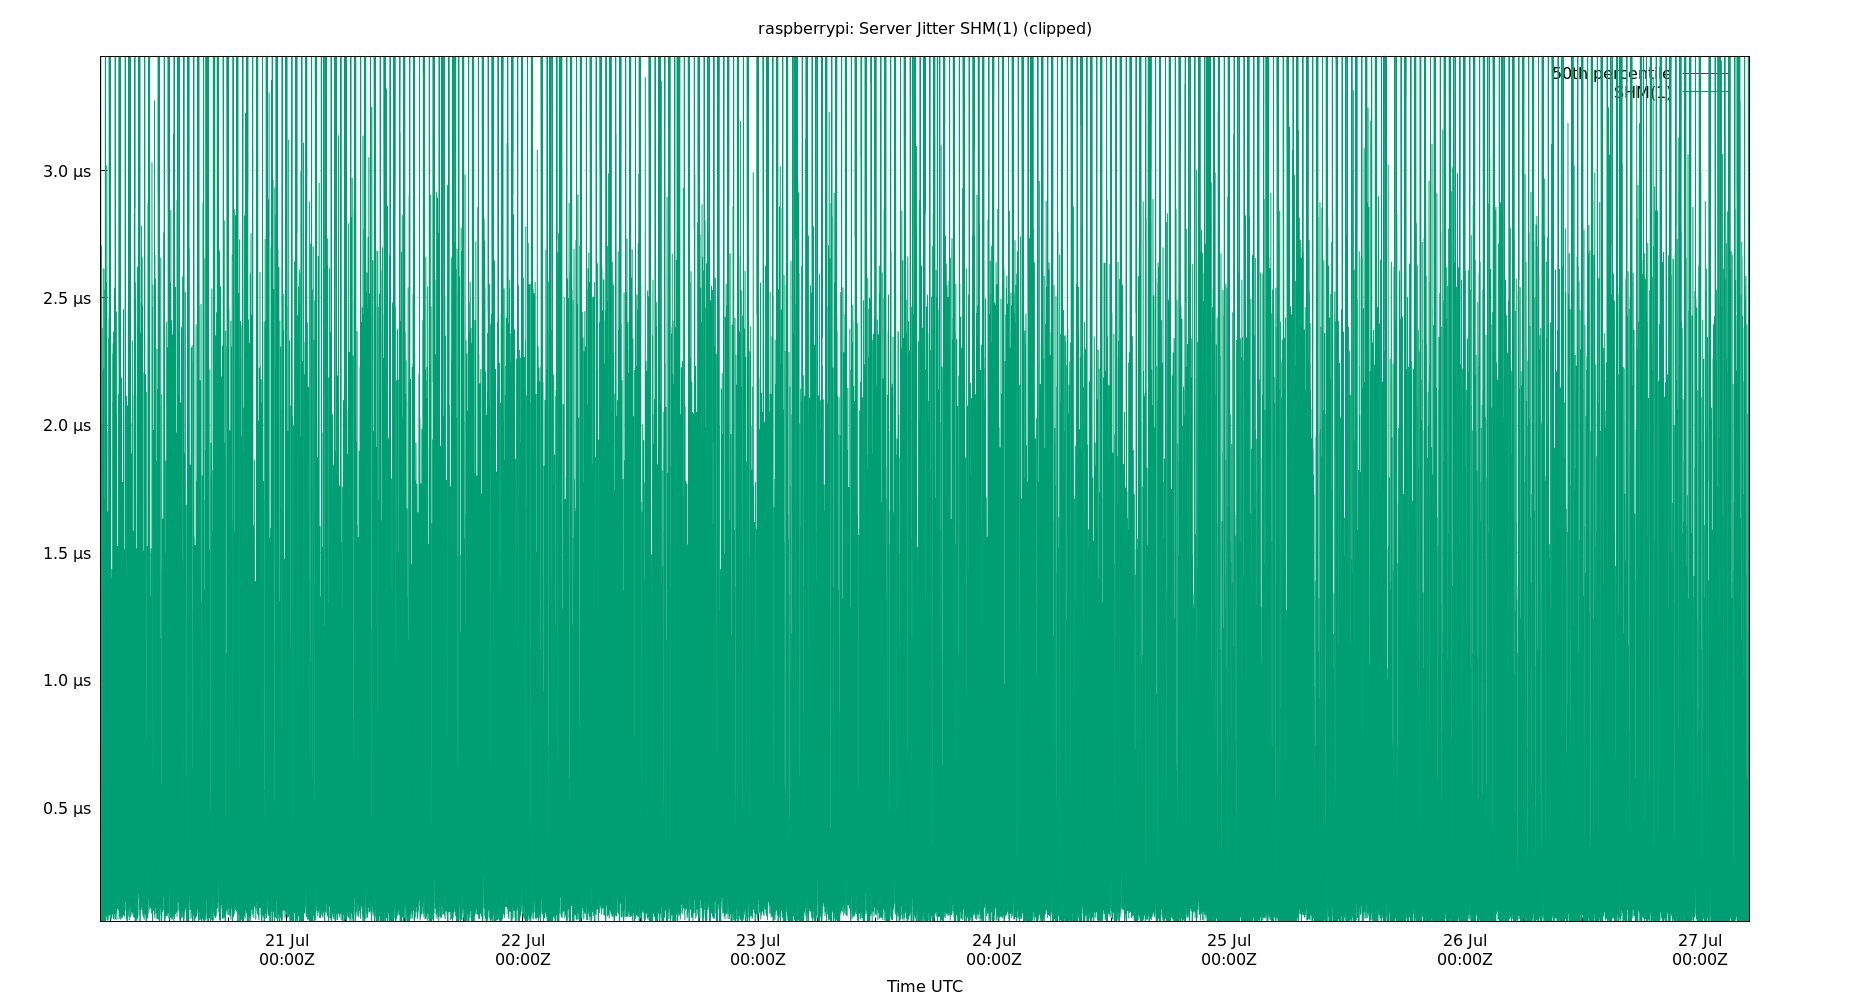 raspberrypi: Server Jitter SHM(1) (clipped)
50th percentile
SHM(1)
3.0 µs
2.5 µs
2.0 µs
1.5 µs
1.0 µs
0.5 µs
21 Jul 22 Jul 23 Jul 24 Jul 25 Jul 26 Jul 27 Jul
00:00Z 00:00Z 00:00Z 00:00Z 00:00Z 00:00Z 00:00Z
Time UTC